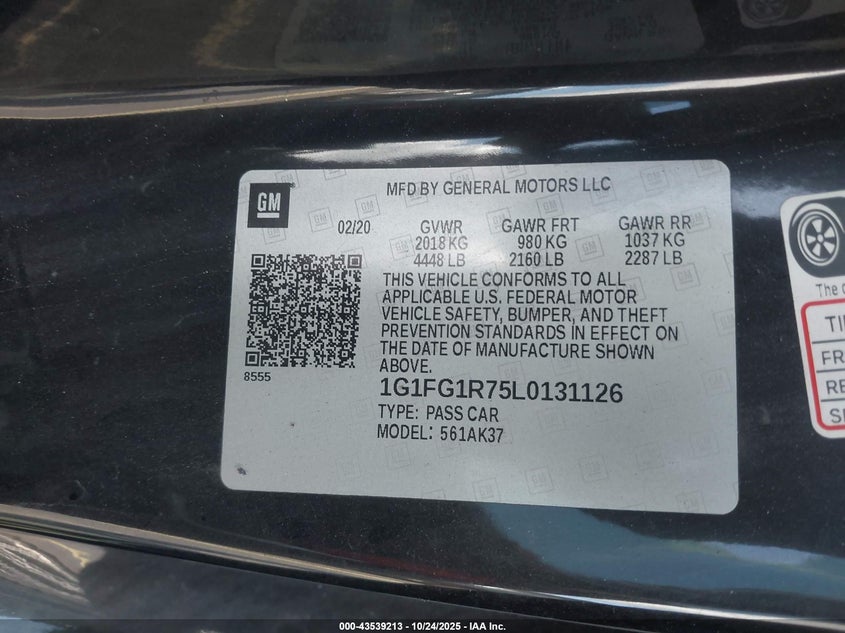 GM
MFD BY GENERAL MOTORS LLC
02/20 GVWR GAWR FRT GAWR RR
2018 KG 980 KG 1037 KG
4448 LB 2160 LB 2287 LB
THIS VEHICLE CONFORMS TO ALL
APPLICABLE U.S. FEDERAL MOTOR
VEHICLE SAFETY, BUMPER, AND THEFT
PREVENTION STANDARDS IN EFFECT ON
THE DATE OF MANUFACTURE SHOWN
ABOVE.
8555
1G1FG1R75L0131126
TYPE: PASS CAR
MODEL: 561AK37
The
000-43539213 - 10/24/2025 - IAA Inc.